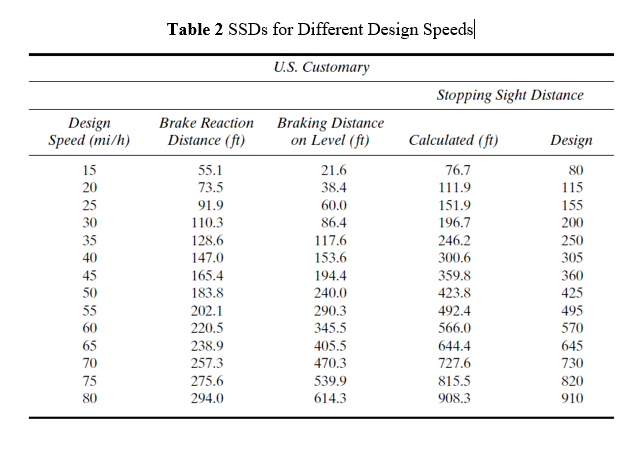 Table 2 SSDs for Different Design Speeds
U.S. Customary
Stopping Sight Distance
Design Brake Reaction Braking Distance
Speed (mi/h) Distance (ft) on Level (ft) Calculated (ft) Design
15 55.1 21.6 76.7 80
20 73.5 38.4 111.9 115
25 91.9 60.0 151.9 155
30 110.3 86.4 196.7 200
35 128.6 117.6 246.2 250
40 147.0 153.6 300.6 305
45 165.4 194.4 359.8 360
50 183.8 240.0 423.8 425
55 202.1 290.3 492.4 495
60 220.5 345.5 566.0 570
65 238.9 405.5 644.4 645
70 257.3 470.3 727.6 730
75 275.6 539.9 815.5 820
80 294.0 614.3 908.3 910